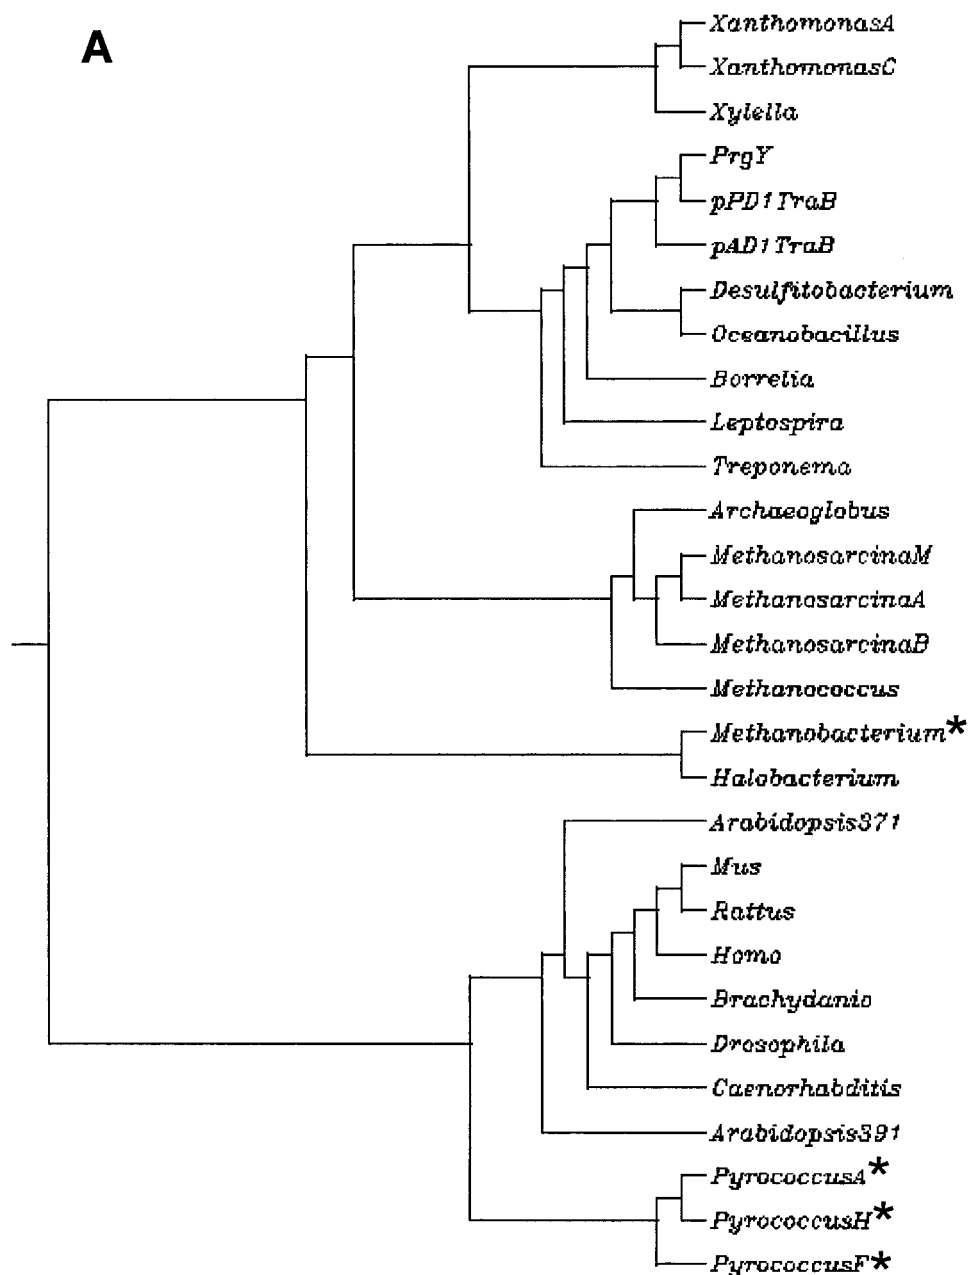 A
XanthomonasA
XanthomonasC
Xylella
PrgY
pPD1TraB
pAD1TraB
Desulfitobacterium
Oceanobacillus
Borrelia
Leptospira
Treponema
Archaeoglobus
MethanosarcinaM
MethanosarcinaA
MethanosarcinaB
Methanococcus
Methanobacterium*
Halobacterium
Arabidopsis371
Mus
Rattus
Homo
Brachydanio
Drosophila
Caenorhabditis
Arabidopsis391
PyrococcusA*
PyrococcusH*
PyrococcusF*